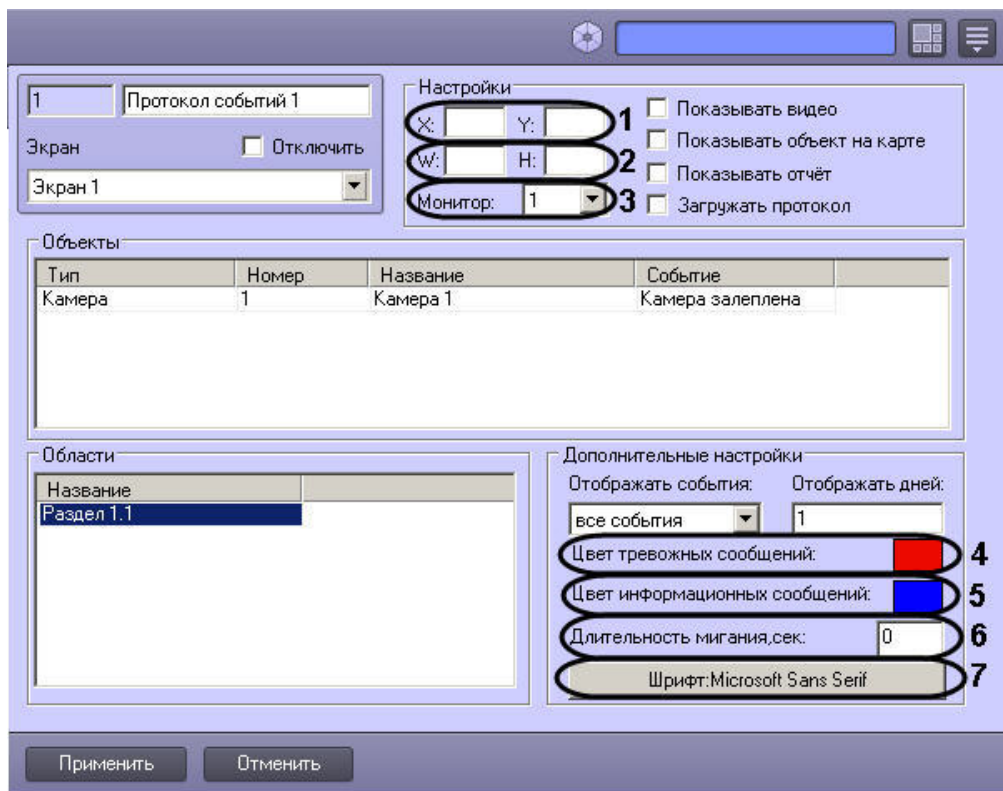 1
Протокол событий 1
Экран
Отключить
Экран 1
Настройки
X: Y: 1
W: H: 2
Монитор: 1 3
Показывать видео
Показывать объект на карте
Показывать отчёт
Загружать протокол
Объекты
Тип Номер Название Событие
Камера 1 Камера 1 Камера залеплена
Области
Название
Раздел 1.1
Дополнительные настройки
Отображать события: Отображать дней:
все события 1
Цвет тревожных сообщений: 4
Цвет информационных сообщений: 5
Длительность мигания,сек: 0 6
Шрифт:Microsoft Sans Serif 7
Применить Отменить